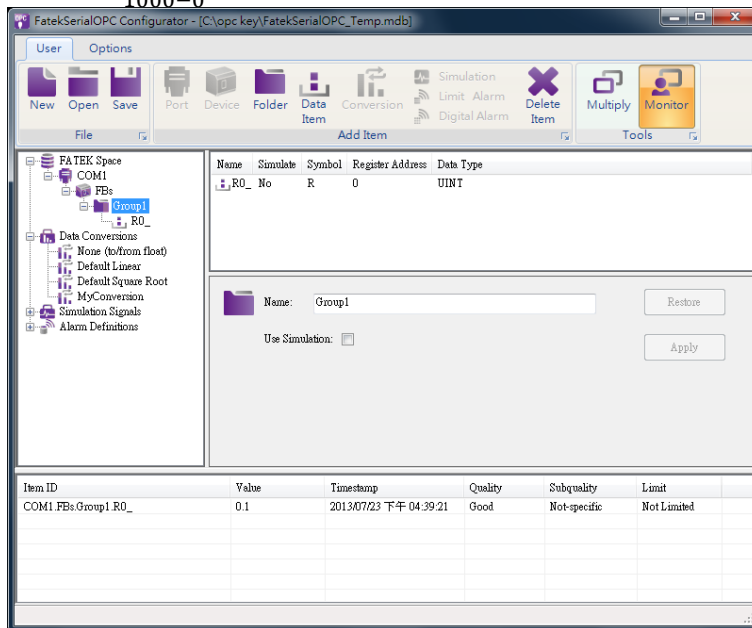 1000-0
FatekSerialOPC Configurator - [C:\opc key\FatekSerialOPC_Temp.mdb]
User Options
New Open Save Port Device Folder Data Item Conversion Simulation Limit Alarm Digital Alarm Delete Item Multiply Monitor
File Add Item Tools
FATEK Space
COM1
FBs
Group1
R0_
Data Conversions
None (to/from float)
Default Linear
Default Square Root
MyConversion
Simulation Signals
Alarm Definitions
Name Simulate Symbol Register Address Data Type
R0_ No R 0 UINT
Name: Group1 Restore
Use Simulation: Apply
Item ID Value Timestamp Quality Subquality Limit
COM1.FBs.Group1.R0_ 0.1 2013/07/23 下午 04:39:21 Good Not-specific Not Limited